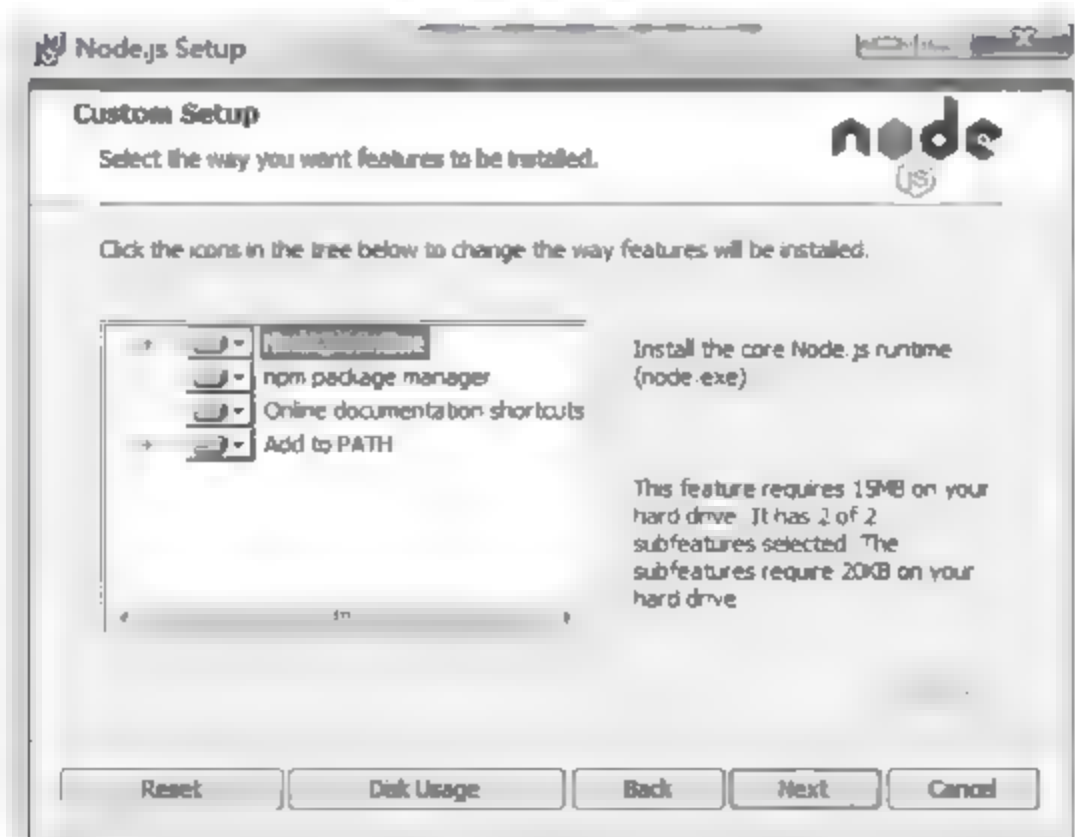 Node.js Setup
Custom Setup
Select the way you want features to be installed.
node
JS
Click the icons in the tree below to change the way features will be installed.
npm package manager
Online documentation shortcuts
Add to PATH
Install the core Node.js runtime
(node.exe)
This feature requires 15MB on your
hard drive. It has 2 of 2
subfeatures selected. The
subfeatures require 20KB on your
hard drive
Reset
Disk Usage
Back
Next
Cancel